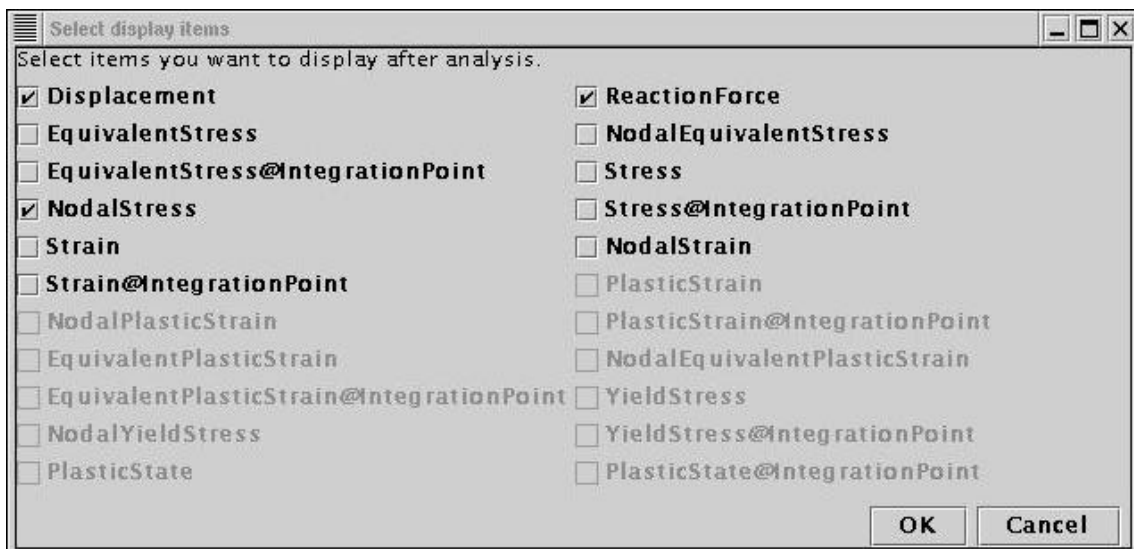 Select display items
Select items you want to display after analysis.
Displacement ReactionForce
EquivalentStress NodalEquivalentStress
EquivalentStress@IntegrationPoint Stress
NodalStress Stress@IntegrationPoint
Strain NodalStrain
Strain@IntegrationPoint PlasticStrain
NodalPlasticStrain PlasticStrain@IntegrationPoint
EquivalentPlasticStrain NodalEquivalentPlasticStrain
EquivalentPlasticStrain@IntegrationPoint YieldStress
NodalYieldStress YieldStress@IntegrationPoint
PlasticState PlasticState@IntegrationPoint
OK Cancel